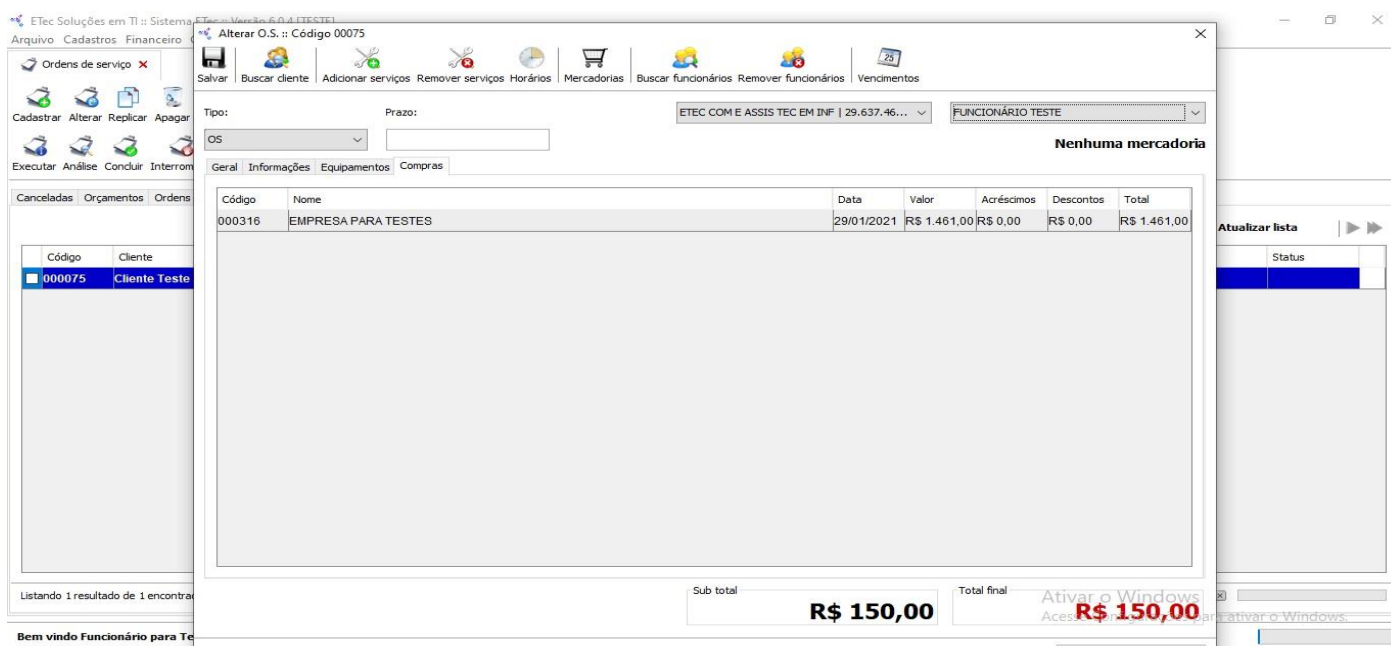 ETec Soluções em TI :: Sistema ETec :: Versão 6.0.4 [TESTE]
Arquivo Cadastros Financeiro
Ordens de serviço
Cadastrar Alterar Replicar Apagar
Executar Análise Concluir Interrom
Canceladas Orçamentos Ordens
Código Cliente
000075 Cliente Teste
Listando 1 resultado de 1 encontra
Bem vindo Funcionário para Te
Alterar O.S. :: Código 00075
Salvar Buscar cliente Adicionar serviços Remover serviços Horários Mercadorias Buscar funcionários Remover funcionários 25 Vencimentos
Tipo: Prazo: ETEC COM E ASSIS TEC EM INF | 29.637.46... FUNCIONÁRIO TESTE
OS
Nenhuma mercadoria
Geral Informações Equipamentos Compras
Código Nome Data Valor Acréscimos Descontos Total
000316 EMPRESA PARA TESTES 29/01/2021 R$ 1.461,00 R$ 0,00 R$ 0,00 R$ 1.461,00
Sub total Total final
R$ 150,00 R$ 150,00
Atualizar lista
Status
Ativar o Windows
para ativar o Windows.